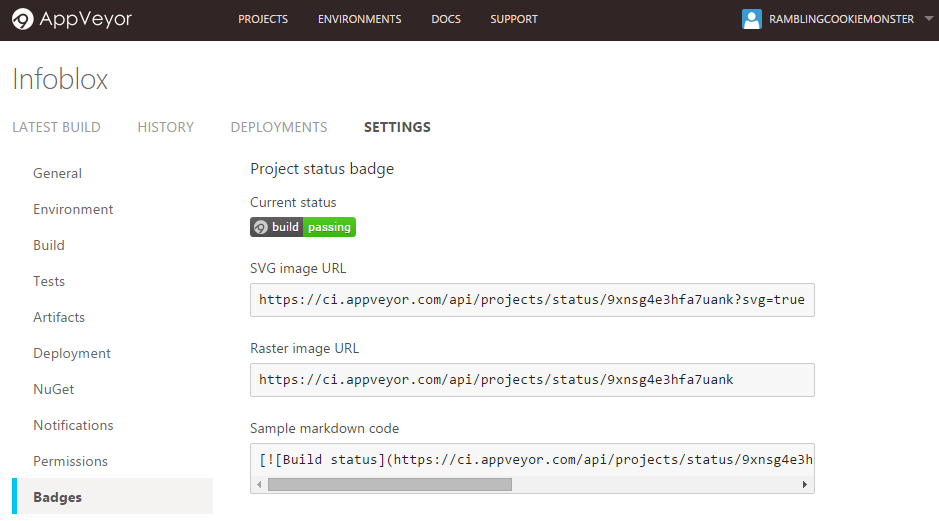 AppVeyor PROJECTS ENVIRONMENTS DOCS SUPPORT RAMBLINGCOOKIEMONSTER
Infoblox
LATEST BUILD HISTORY DEPLOYMENTS SETTINGS
General
Environment
Build
Tests
Artifacts
Deployment
NuGet
Notifications
Permissions
Badges
Project status badge
Current status
build passing
SVG image URL
https://ci.appveyor.com/api/projects/status/9xnsg4e3hfa7uank?svg=true
Raster image URL
https://ci.appveyor.com/api/projects/status/9xnsg4e3hfa7uank
Sample markdown code
[![Build status](https://ci.appveyor.com/api/projects/status/9xnsg4e3h